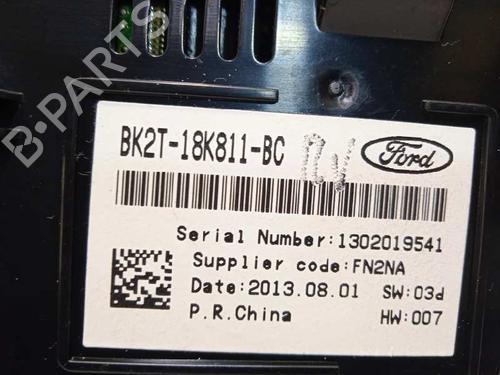 B-PARTS
BK2T-18K811-BC
Ford
Serial Number:1302019541
Supplier code:FN2NA
Date:2013.08.01 SW:03d
P.R.China HW:007